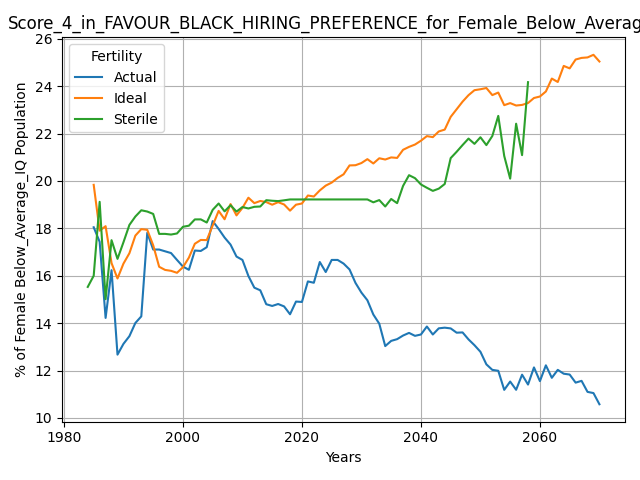 Score_4_in_FAVOUR_BLACK_HIRING_PREFERENCE_for_Female_Below_Averag
Fertility
Actual
Ideal
Sterile
% of Female Below_Average_IQ Population
26
24
22
20
18
16
14
12
10
1980 2000 2020 2040 2060
Years